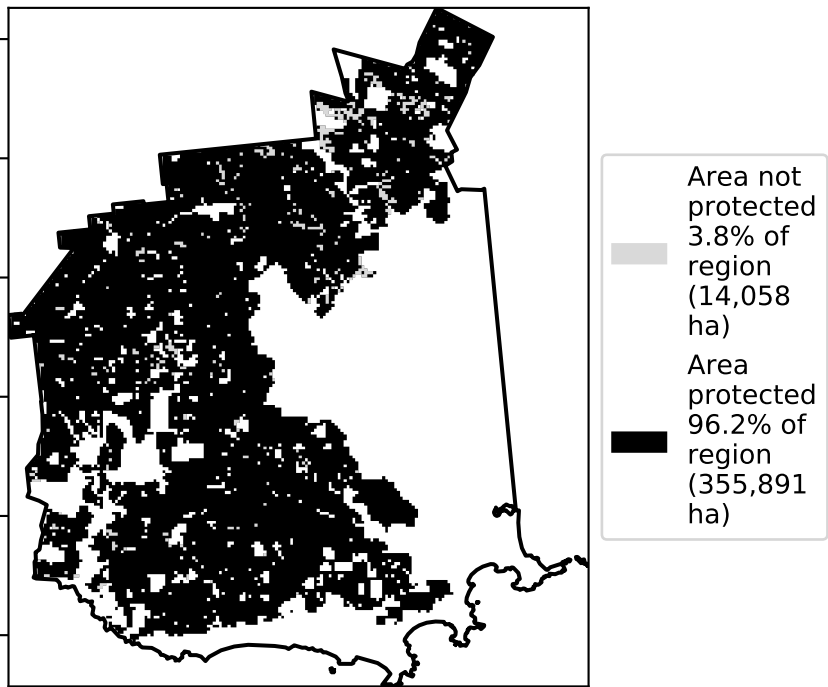 Area not
protected
3.8% of
region
(14,058
ha)
Area
protected
96.2% of
region
(355,891
ha)